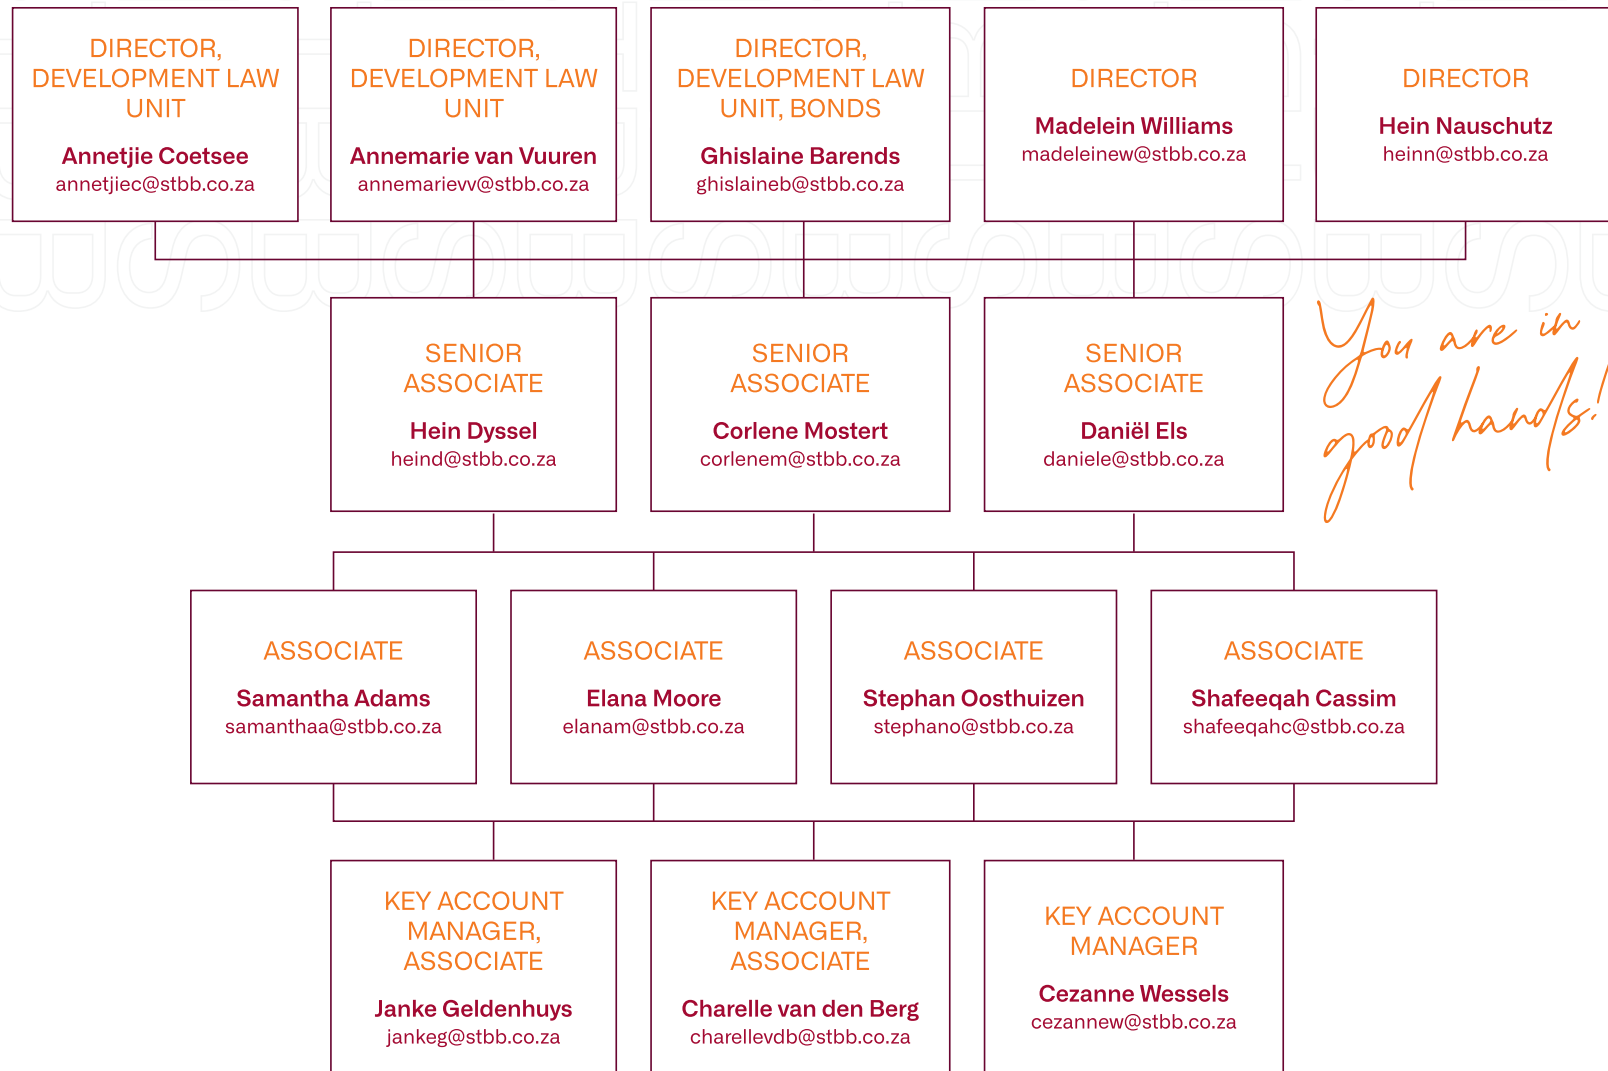 DIRECTOR,
DEVELOPMENT LAW
UNIT
Annetjie Coetsee
annetjiec@stbb.co.za
DIRECTOR,
DEVELOPMENT LAW
UNIT
Annemarie van Vuuren
annemarievv@stbb.co.za
DIRECTOR,
DEVELOPMENT LAW
UNIT, BONDS
Ghislaine Barends
ghislaineb@stbb.co.za
DIRECTOR
Madelein Williams
madeleinew@stbb.co.za
DIRECTOR
Hein Nauschutz
heinn@stbb.co.za
SENIOR
ASSOCIATE
Hein Dyssel
heind@stbb.co.za
SENIOR
ASSOCIATE
Corlene Mostert
corlenem@stbb.co.za
SENIOR
ASSOCIATE
Daniël Els
daniele@stbb.co.za
You are in
good hands!
ASSOCIATE
Samantha Adams
samanthaa@stbb.co.za
ASSOCIATE
Elana Moore
elanam@stbb.co.za
ASSOCIATE
Stephan Oosthuizen
stephano@stbb.co.za
ASSOCIATE
Shafeeqah Cassim
shafeeqahc@stbb.co.za
KEY ACCOUNT
MANAGER,
ASSOCIATE
Janke Geldenhuys
jankeg@stbb.co.za
KEY ACCOUNT
MANAGER,
ASSOCIATE
Charelle van den Berg
charellevdb@stbb.co.za
KEY ACCOUNT
MANAGER
Cezanne Wessels
cezannew@stbb.co.za